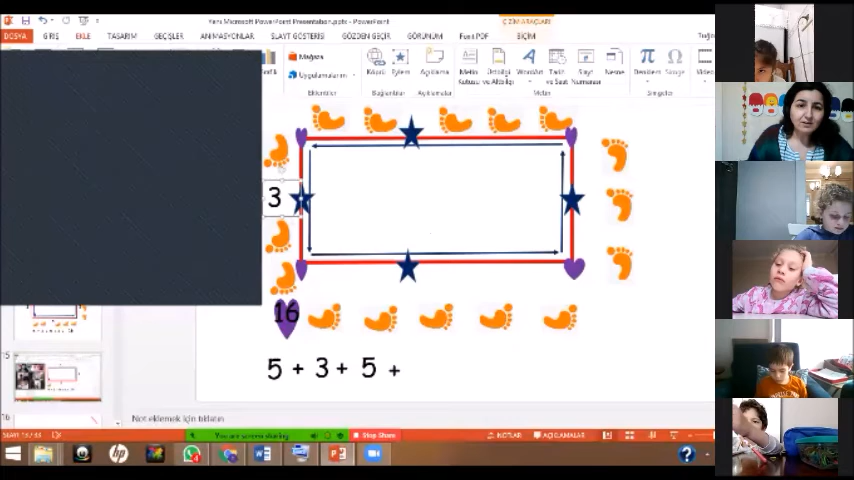 Yeni Microsoft PowerPoint Presentation.pptx - PowerPoint
ÇİZİM ARAÇLARI
DOSYA GİRİŞ EKLE TASARIM GEÇİŞLER ANİMASYONLAR SLAYT GÖSTERİSİ GÖZDEN GEÇİR GÖRÜNÜM Foxit PDF BİÇİM
Mağaza
Uygulamalarım
Köprü Eylem Açıklama Metin Kutusu Üstbilgi ve Altbilgi WordArt Tarih ve Saat Slayt Numarası Nesne Denklem Simge Video
Eklentiler Bağlantılar Açıklamalar Metin Simgeler
3
16
5 + 3 + 5 +
15
16
Not eklemek için tıklatın
You are screen sharing Stop Share
NOTLAR AÇIKLAMALAR